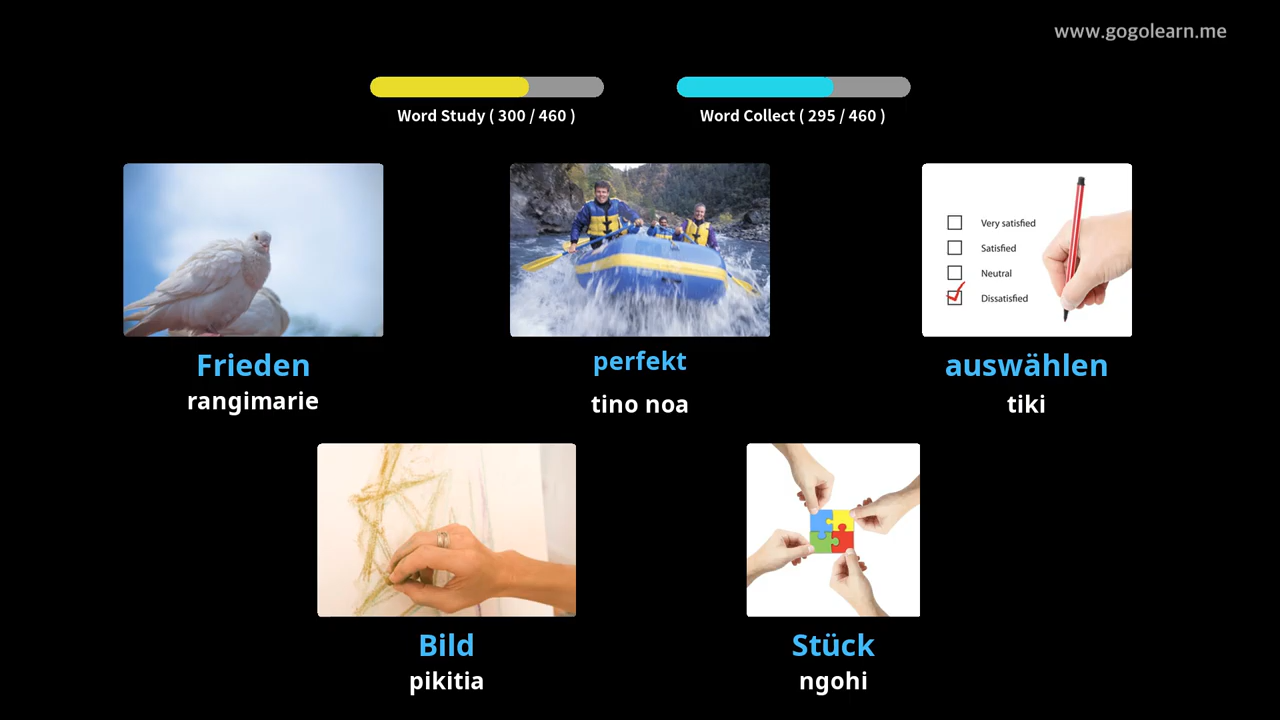 www.gogolearn.me
Word Study ( 300 / 460 )
Word Collect ( 295 / 460 )
Very satisfied
Satisfied
Neutral
Dissatisfied
Frieden
rangimarie
perfekt
tino noa
auswählen
tiki
Bild
pikitia
Stück
ngohi